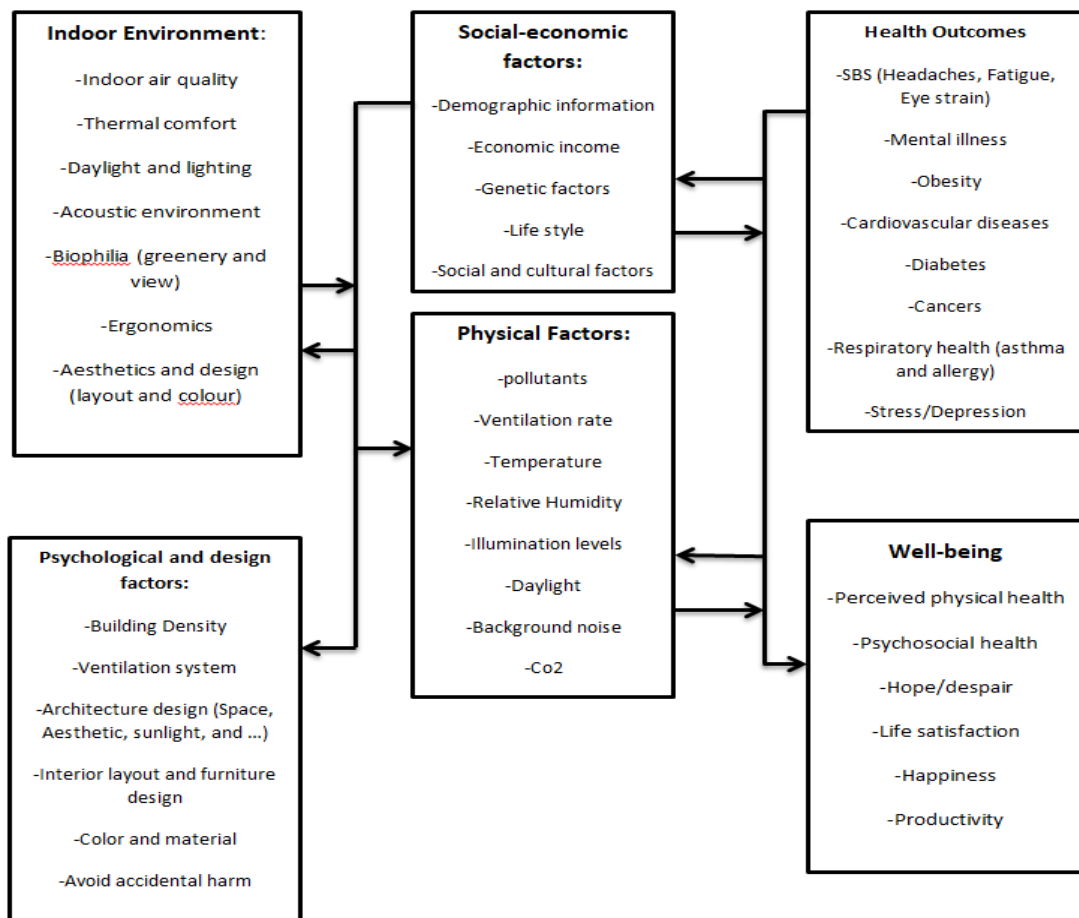 Indoor Environment:
-Indoor air quality
-Thermal comfort
-Daylight and lighting
-Acoustic environment
-Biophilia (greenery and
view)
-Ergonomics
-Aesthetics and design
(layout and colour)
Social-economic
factors:
-Demographic information
-Economic income
-Genetic factors
-Life style
-Social and cultural factors
Health Outcomes
-SBS (Headaches, Fatigue,
Eye strain)
-Mental illness
-Obesity
-Cardiovascular diseases
-Diabetes
-Cancers
-Respiratory health (asthma
and allergy)
-Stress/Depression
Physical Factors:
-pollutants
-Ventilation rate
-Temperature
-Relative Humidity
-Illumination levels
-Daylight
-Background noise
-Co2
Psychological and design
factors:
-Building Density
-Ventilation system
-Architecture design (Space,
Aesthetic, sunlight, and ...)
-Interior layout and furniture
design
-Color and material
-Avoid accidental harm
Well-being
-Perceived physical health
-Psychosocial health
-Hope/despair
-Life satisfaction
-Happiness
-Productivity